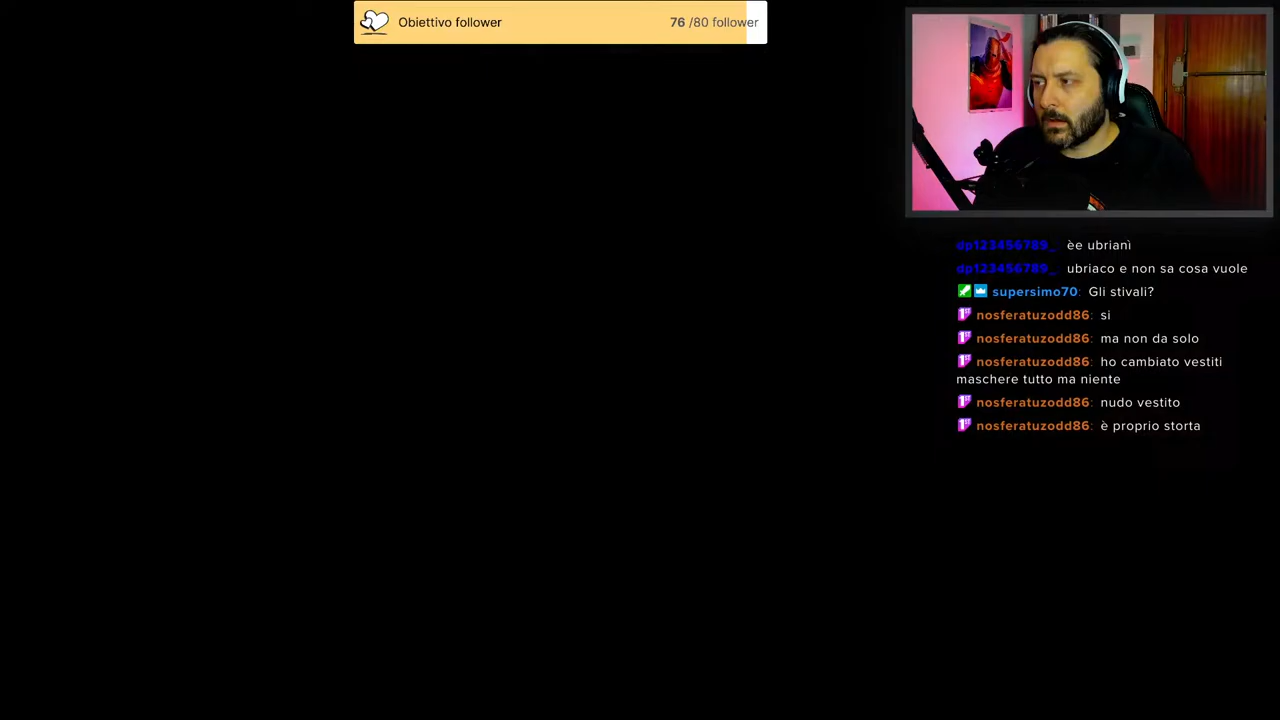 Obiettivo follower 76 /80 follower
dp123456789_ èe ubrianì
dp123456789_ ubriaco e non sa cosa vuole
supersimo70: Gli stivali?
nosferatuzodd86: si
nosferatuzodd86: ma non da solo
nosferatuzodd86: ho cambiato vestiti
maschere tutto ma niente
nosferatuzodd86: nudo vestito
nosferatuzodd86: è proprio storta